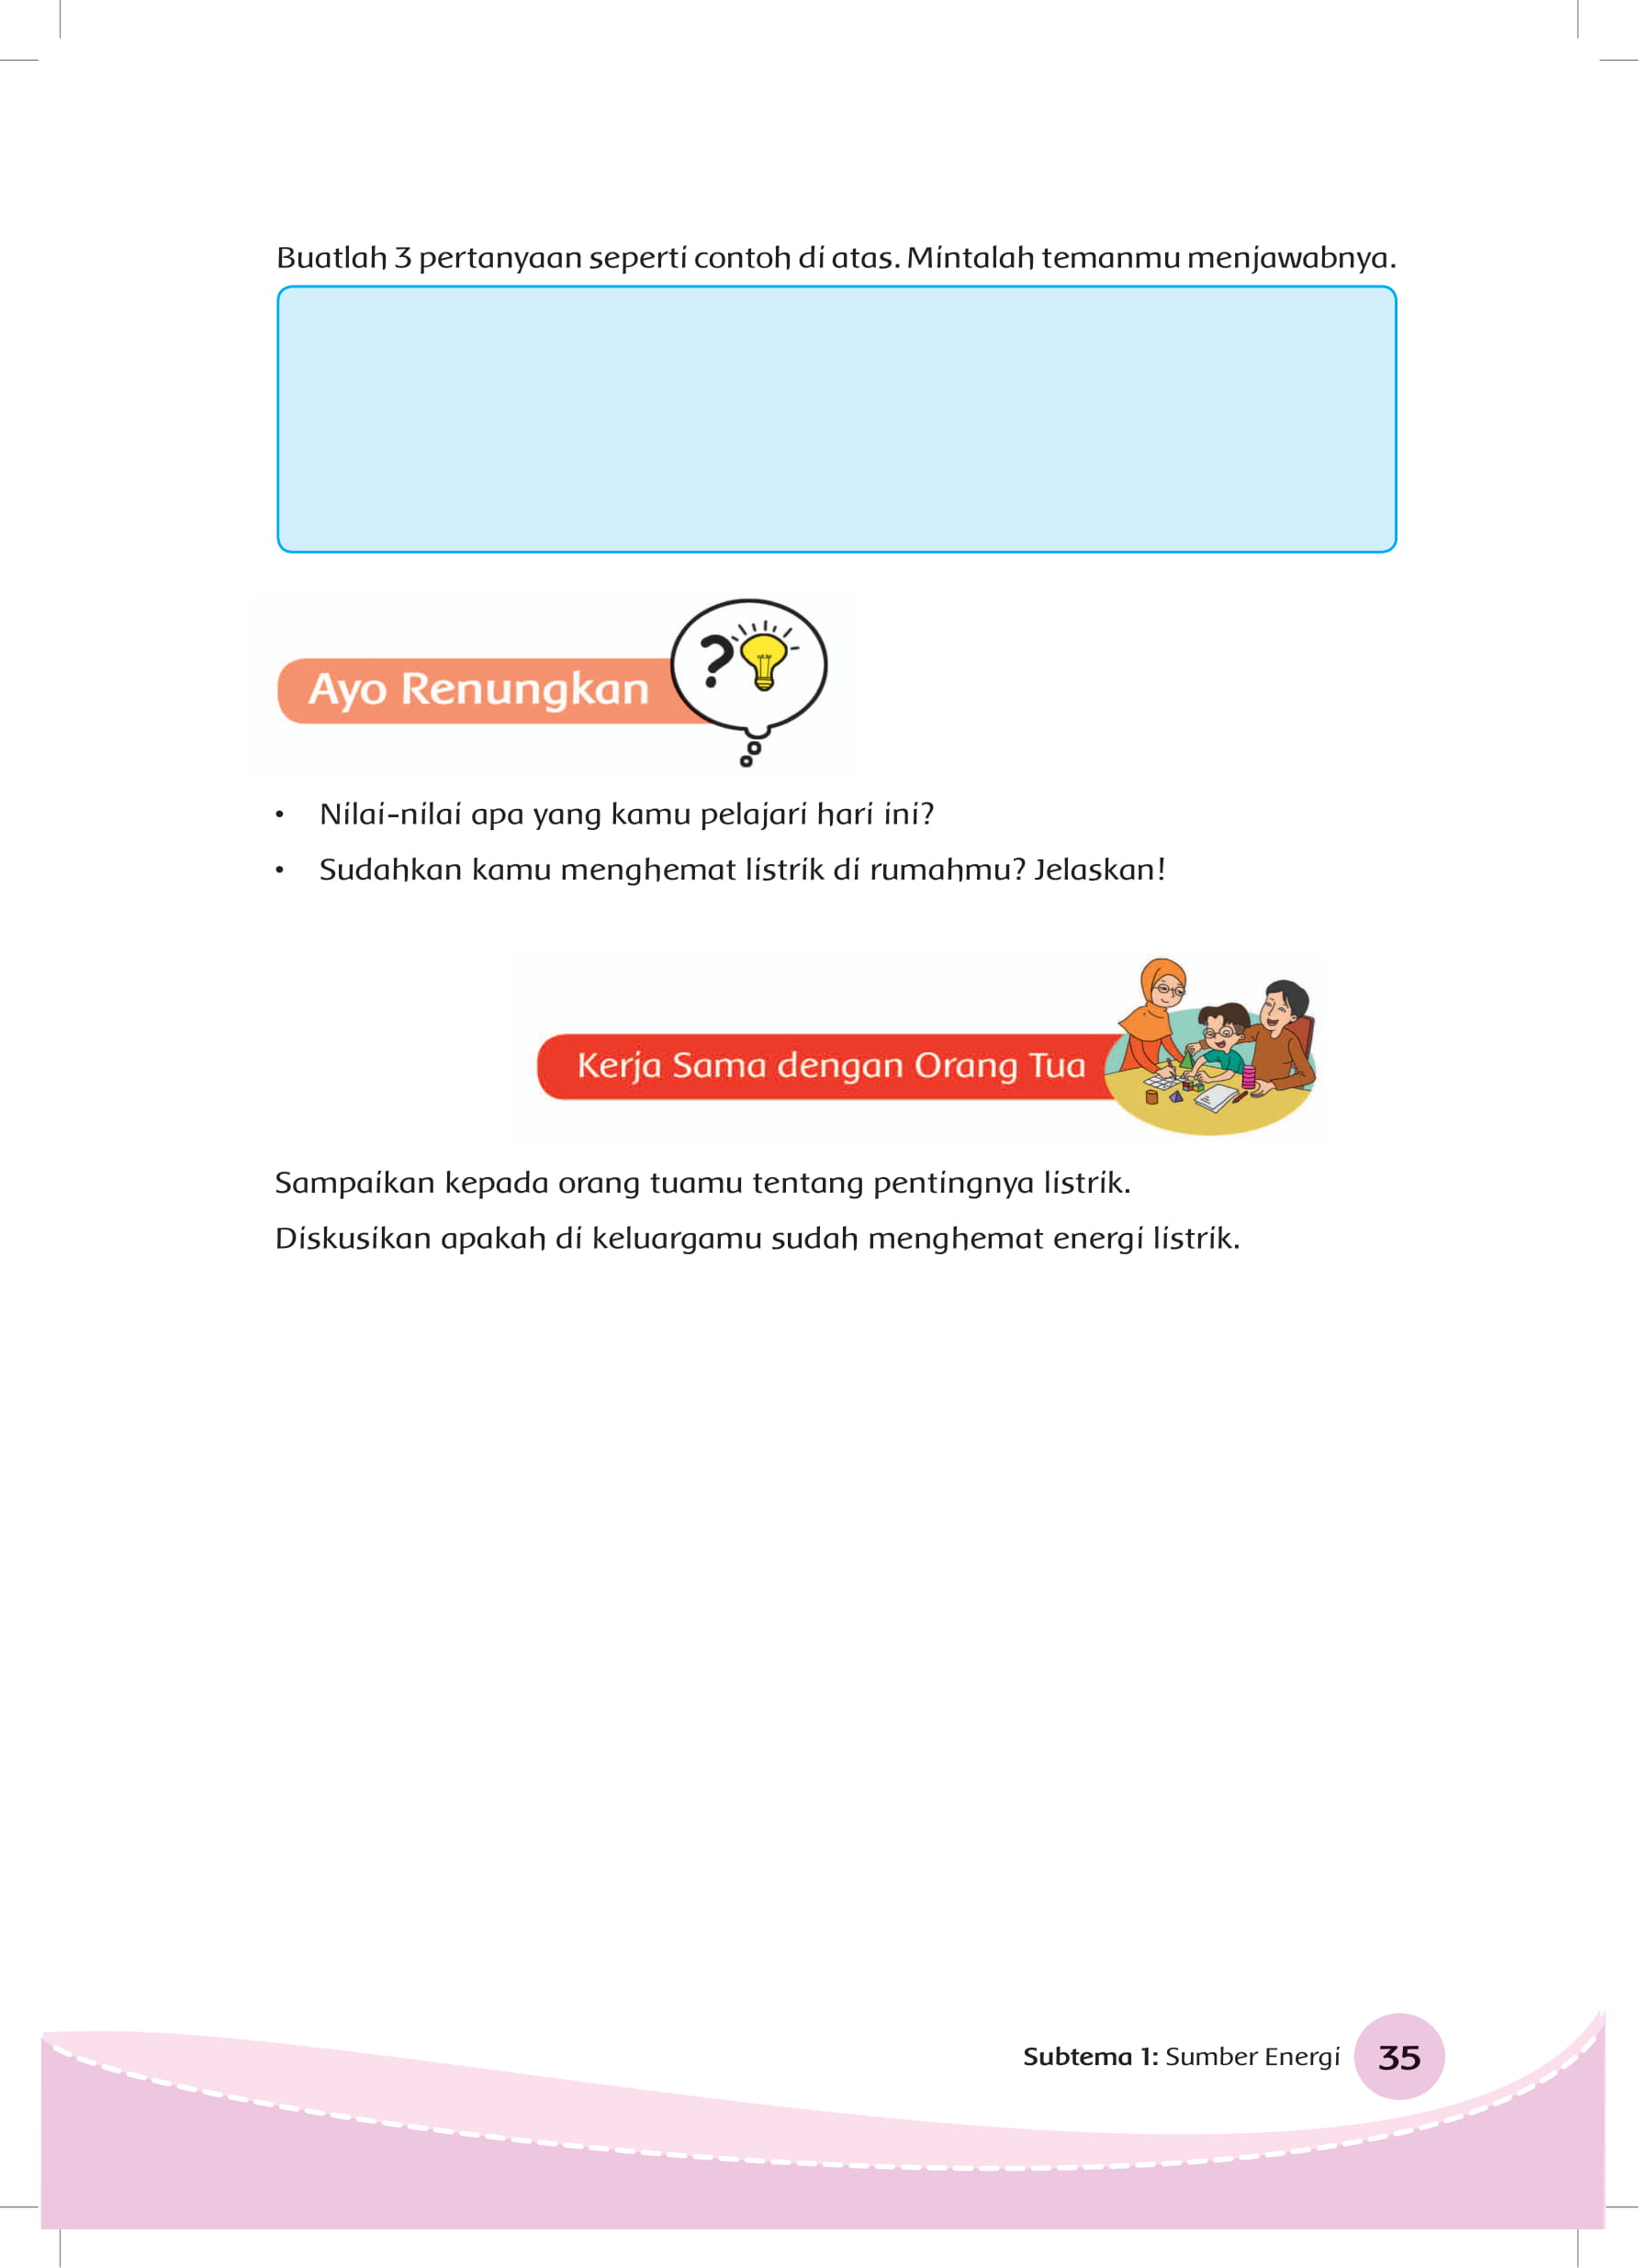 Buatlah 3 pertanyaan seperti contoh di atas. Mintalah temanmu menjawabnya.
Ayo Renungkan
?
• Nilai-nilai apa yang kamu pelajari hari ini?
• Sudahkan kamu menghemat listrik di rumahmu? Jelaskan!
Kerja Sama dengan Orang Tua
Sampaikan kepada orang tuamu tentang pentingnya listrik.
Diskusikan apakah di keluargamu sudah menghemat energi listrik.
Subtema 1: Sumber Energi 35